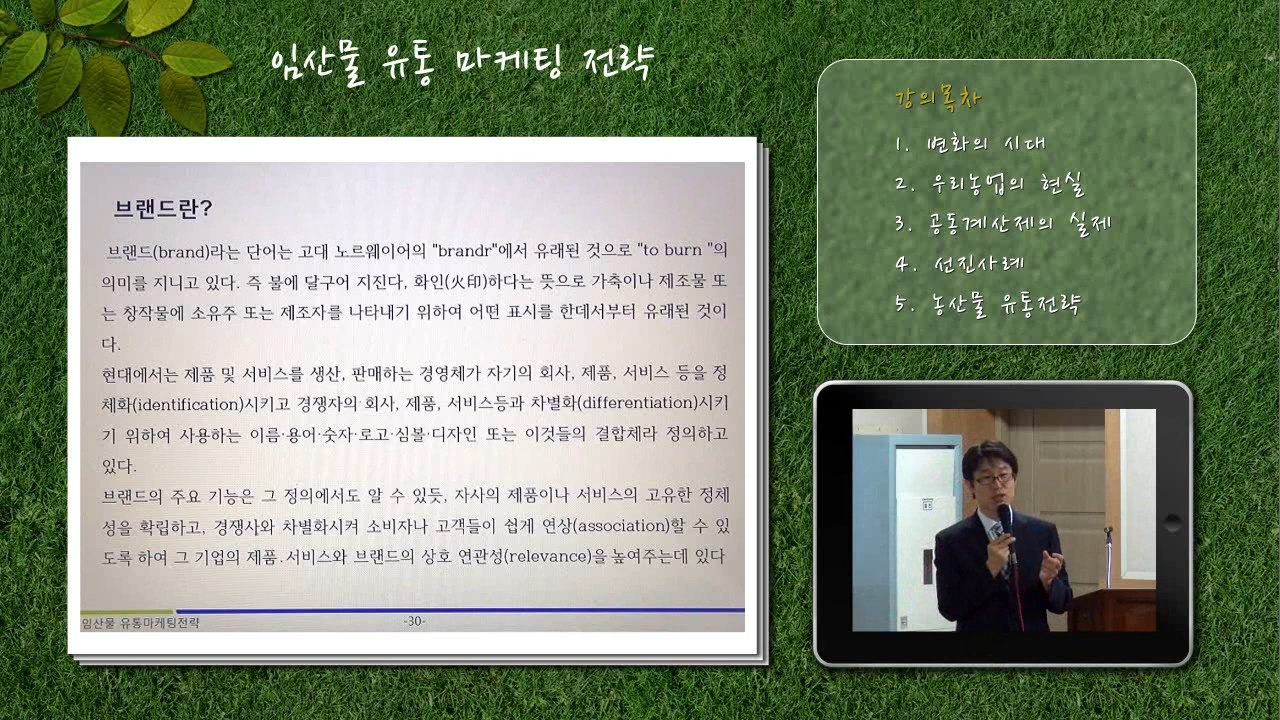 임산물 유통 마케팅 전략
브랜드란?
브랜드(brand)라는 단어는 고대 노르웨이어의 "brandr"에서 유래된 것으로 "to burn "의
의미를 지니고 있다. 즉 불에 달구어 지진다, 화인(火印)하다는 뜻으로 가축이나 제조물 또
는 창작물에 소유주 또는 제조자를 나타내기 위하여 어떤 표시를 한데서부터 유래된 것이
다.
현대에서는 제품 및 서비스를 생산, 판매하는 경영체가 자기의 회사, 제품, 서비스 등을 정
체화(identification)시키고 경쟁자의 회사, 제품, 서비스등과 차별화(differentiation)시키
기 위하여 사용하는 이름·용어·숫자·로고·심볼·디자인 또는 이것들의 결합체라 정의하고
있다.
브랜드의 주요 기능은 그 정의에서도 알 수 있듯, 자사의 제품이나 서비스의 고유한 정체
성을 확립하고, 경쟁사와 차별화시켜 소비자나 고객들이 쉽게 연상(association)할 수 있
도록 하여 그 기업의 제품.서비스와 브랜드의 상호 연관성(relevance)을 높여주는데 있다
임산물 유통마케팅전략
-30-
강의목차
1. 변화의 시대
2. 우리농업의 현실
3. 공동계산제의 실제
4. 선진사례
5. 농산물 유통전략